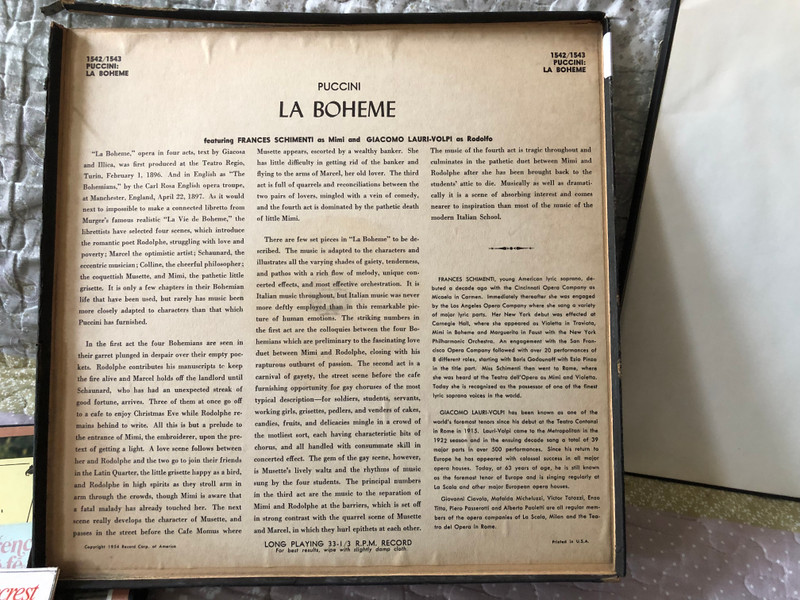 1542/1543
PUCCINI:
LA BOHEME
1542/1543
PUCCINI:
LA BOHEME
PUCCINI
LA BOHEME
featuring FRANCES SCHIMENTI as Mimi and GIACOMO LAURI-VOLPI as Rodolfo
"La Boheme," opera in four acts, text by Giacosa
and Illica, was first produced at the Teatro Regio,
Turin, February 1, 1896. And in English as "The
Bohemians," by the Carl Rosa English opera troupe,
at Manchester, England, April 22, 1897. As it would
next to impossible to make a connected libretto from
Murger's famous realistic "La Vie de Boheme," the
librettists have selected four scenes, which introduce
the romantic poet Rodolphe, struggling with love and
poverty; Marcel the optimistic artist; Schaunard, the
eccentric musician; Colline, the cheerful philosopher;
the coquettish Musette, and Mimi, the pathetic little
grisette. It is only a few chapters in their Bohemian
life that have been used, but rarely has music been
more closely adapted to characters than that which
Puccini has furnished.
In the first act the four Bohemians are seen in
their garret plunged in despair over their empty poc-
kets. Rodolphe contributes his manuscripts to keep
the fire alive and Marcel holds off the landlord until
Schaunard, who has had an unexpected streak of
good fortune, arrives. Three of them at once go off
to a cafe to enjoy Christmas Eve while Rodolphe re-
mains behind to write. All this is but a prelude to
the entrance of Mimi, the embroiderer, upon the pre-
text of getting a light. A love scene follows between
her and Rodolphe and the two go to join their friends
in the Latin Quarter, the little grisette happy as a bird,
and Rodolphe in high spirits as they stroll arm in
arm through the crowds, though Mimi is aware that
a fatal malady has already touched her. The next
scene really develops the character of Musette, and
passes in the street before the Cafe Momus where
Musette appears, escorted by a wealthy banker. She
has little difficulty in getting rid of the banker and
flying to the arms of Marcel, her old lover. The third
act is full of quarrels and reconciliations between the
two pairs of lovers, mingled with a vein of comedy,
and the fourth act is dominated by the pathetic death
of little Mimi.
There are few set pieces in "La Boheme" to be de-
scribed. The music is adapted to the characters and
illustrates all the varying shades of gaiety, tenderness,
and pathos with a rich flow of melody, unique con-
certed effects, and most effective orchestration. It is
Italian music throughout, but Italian music was never
more deftly employed than in this remarkable pic-
ture of human emotions. The striking numbers in
the first act are the colloquies between the four Bo-
hemians which are preliminary to the fascinating love
duet between Mimi and Rodolphe, closing with his
rapturous outburst of passion. The second act is a
carnival of gayety, the street scene before the cafe
furnishing opportunity for gay choruses of the most
typical description—for soldiers, students, servants,
working girls, grisettes, pedlers, and venders of cakes,
candies, fruits, and delicacies mingle in a crowd of
the motliest sort, each having characteristic bits of
chorus, and all handled with consummate skill in
concerted effect. The gem of the gay scene, however,
is Musette's lively waltz and the rhythms of music
sung by the four students. The principal numbers
in the third act are the music to the separation of
Mimi and Rodolphe at the barriers, which is set off
in strong contrast with the quarrel scene of Musette
and Marcel, in which they hurl epithets at each other.
The music of the fourth act is tragic throughout and
culminates in the pathetic duet between Mimi and
Rodolphe after she has been brought back to the
students' attic to die. Musically as well as dramati-
cally it is a scene of absorbing interest and comes
nearer to inspiration than most of the music of the
modern Italian School.
FRANCES SCHIMENTI, young American lyric soprano, de-
buted a decade ago with the Cincinnati Opera Company as
Micaela in Carmen. Immediately thereafter she was engaged
by the Los Angeles Opera Company where she sang a variety
of major lyric parts. Her New York debut was effected at
Carnegie Hall, where she appeared as Violetta in Traviata,
Mimi in Boheme and Marguerita in Faust with the New York
Philharmonic Orchestra. An engagement with the San Fran-
cisco Opera Company followed with over 20 performances of
8 different roles, starting with Boris Godounoff with Ezio Pinza
in the title part. Miss Schimenti then went to Rome, where
she was heard at the Teatro dell'Opera as Mimi and Violetta.
Today she is recognized as the possessor of one of the finest
lyric soprano voices in the world.
GIACOMO LAURI-VOLPI has been known as one of the
world's foremost tenors since his debut at the Teatro Contanzi
in Rome in 1915. Lauri-Volpi came to the Metropolitan in the
1922 season and in the ensuing decade sang a total of 39
major parts in over 500 performances. Since his return to
Europe he has appeared with colossal success in all major
opera houses. Today, at 62 years of age, he is still known
as the foremost tenor of Europe and is singing regularly at
La Scala and other major European opera houses.
Giovanni Ciavola, Mafalda Micheluzzi, Victor Tatozzi, Enzo
Titta, Piero Passarotti and Alberto Paoletti are all regular mem-
bers of the opera companies at La Scala, Milan and the Tea-
tro del Opera in Rome.
Copyright 1954 Record Corp. of America
LONG PLAYING 33-1/3 R.P.M. RECORD
For best results, wipe with slightly damp cloth
Printed in U.S.A.
crest